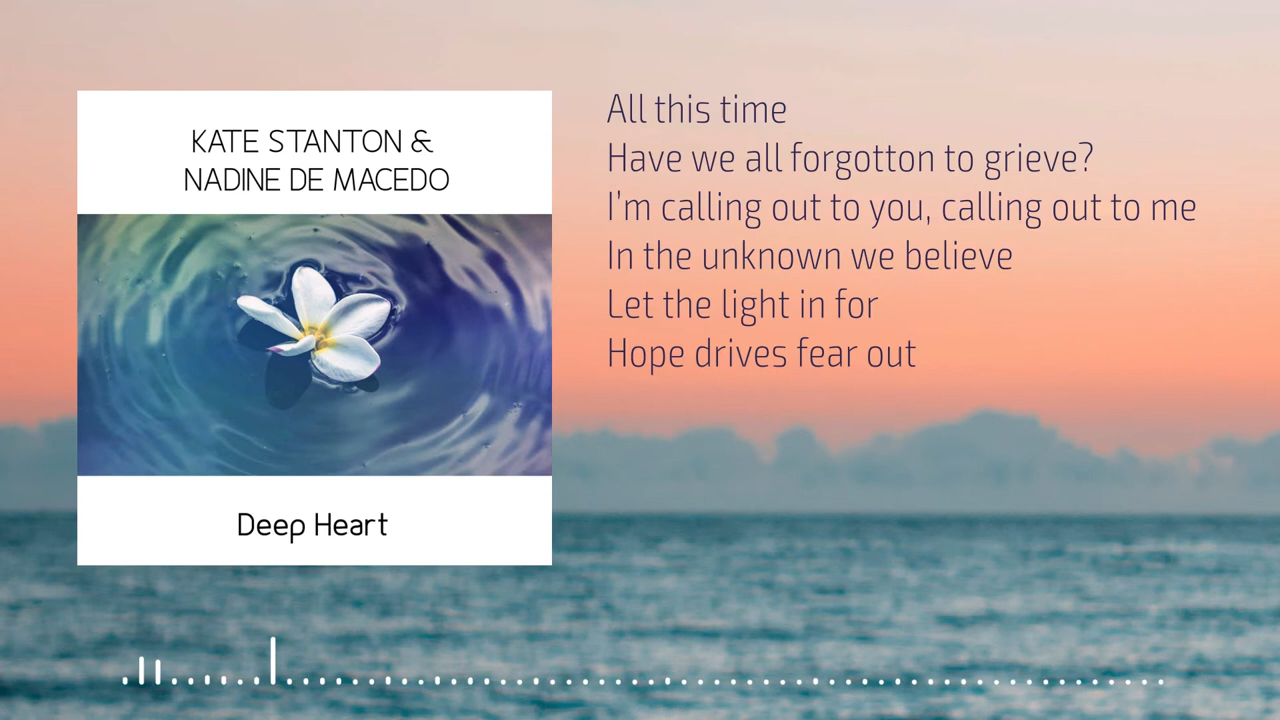 KATE STANTON &
NADINE DE MACEDO
Deep Heart
All this time
Have we all forgotton to grieve?
I'm calling out to you, calling out to me
In the unknown we believe
Let the light in for
Hope drives fear out